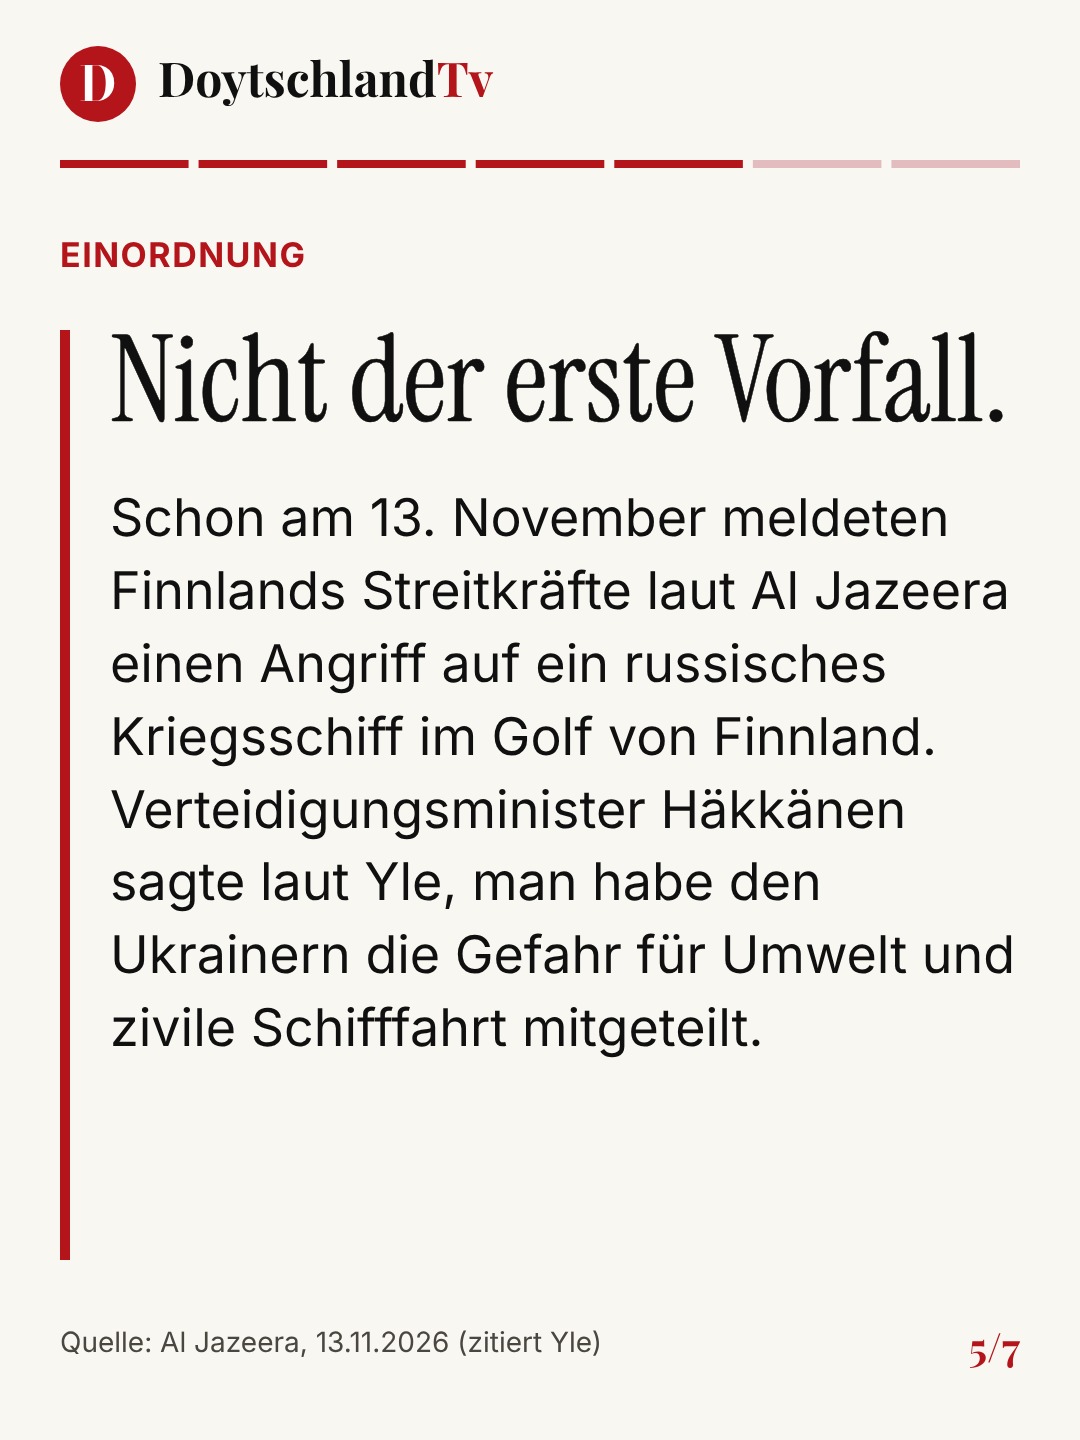 D DoytschlandTv
EINORDNUNG
Nicht der erste Vorfall.
Schon am 13. November meldeten
Finnlands Streitkräfte laut Al Jazeera
einen Angriff auf ein russisches
Kriegsschiff im Golf von Finnland.
Verteidigungsminister Häkkänen
sagte laut Yle, man habe den
Ukrainern die Gefahr für Umwelt und
zivile Schifffahrt mitgeteilt.
Quelle: Al Jazeera, 13.11.2026 (zitiert Yle)
5/7